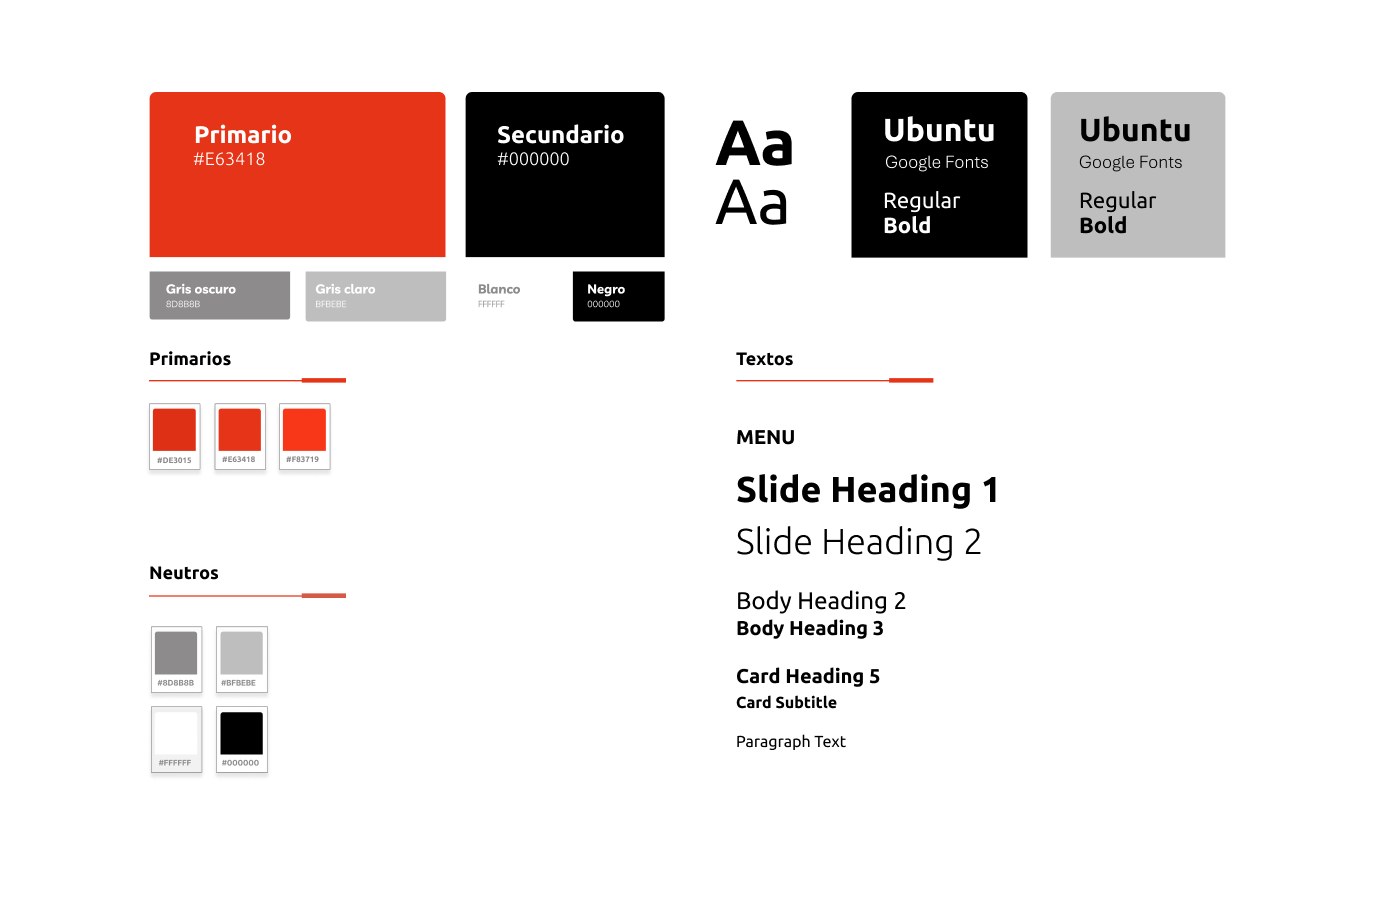 Primario
#E63418
Secundario
#000000
Aa
Aa
Ubuntu
Google Fonts
Regular
Bold
Ubuntu
Google Fonts
Regular
Bold
Gris oscuro
8D8B8B
Gris claro
BFBEBE
Blanco
FFFFFF
Negro
000000
Primarios
#DE3015
#E63418
#F83719
Neutros
#8D8B8B
#BFBEBE
#FFFFFF
#000000
Textos
MENU
Slide Heading 1
Slide Heading 2
Body Heading 2
Body Heading 3
Card Heading 5
Card Subtitle
Paragraph Text